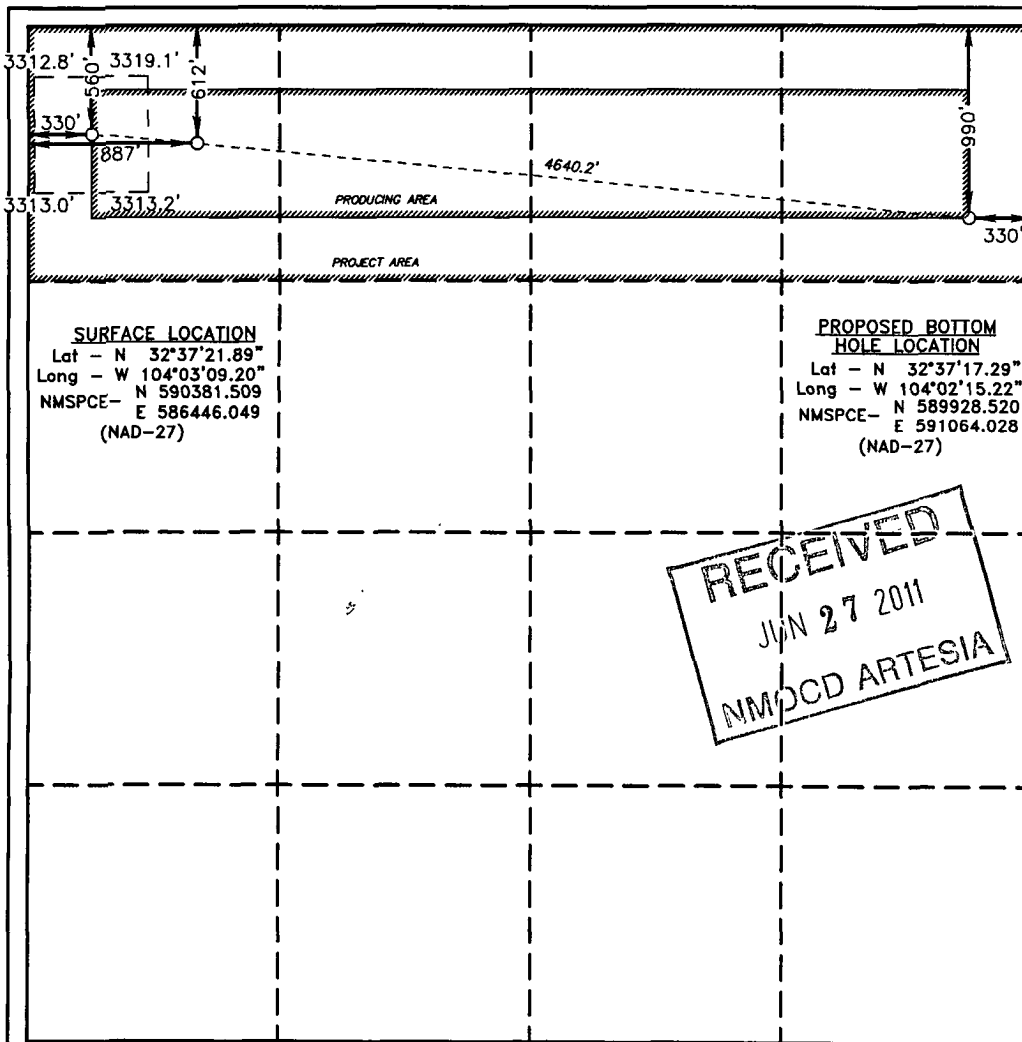 3312.8' 3319.1'
560'
612'
990'
330'
887'
4640.2'
3313.0' 3313.2'
PRODUCING AREA
330'
PROJECT AREA
SURFACE LOCATION
Lat - N 32°37'21.89"
Long - W 104°03'09.20"
NMSPCE- N 590381.509
E 586446.049
(NAD-27)
PROPOSED BOTTOM
HOLE LOCATION
Lat - N 32°37'17.29"
Long - W 104°02'15.22"
NMSPCE- N 589928.520
E 591064.028
(NAD-27)
RECEIVED
JUN 27 2011
NMOCD ARTESIA